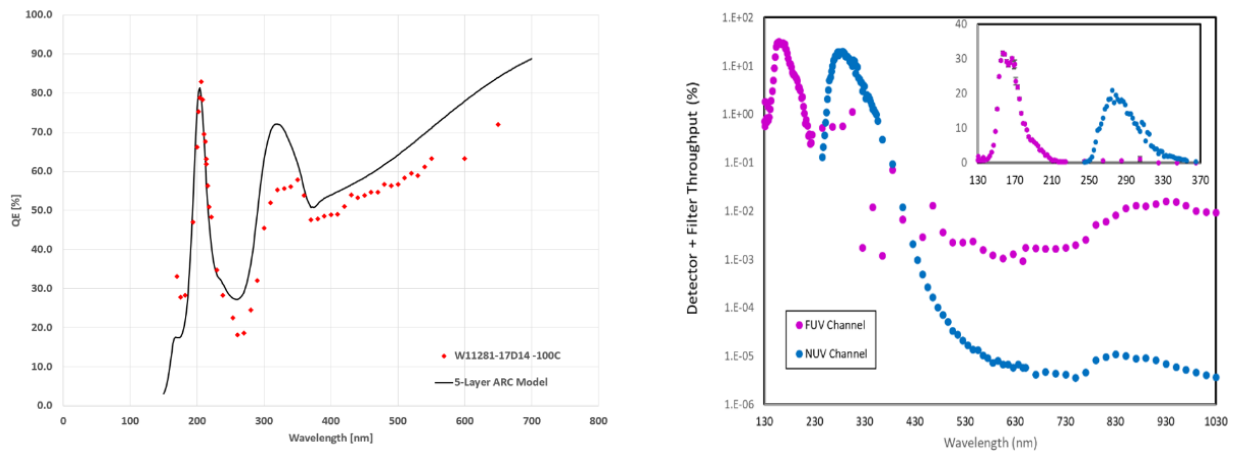 100.0
90.0
80.0
70.0
60.0
50.0
40.0
30.0
20.0
10.0
0.0
QE [%]
W11281-17D14 -100C
5-Layer ARC Model
0 100 200 300 400 500 600 700 800
Wavelength [nm]
1.E+02
1.E+01
1.E+00
1.E-01
1.E-02
1.E-03
1.E-04
1.E-05
1.E-06
Detector + Filter Throughput (%)
40
30
20
10
0
130 170 210 250 290 330 370
FUV Channel
NUV Channel
130 230 330 430 530 630 730 830 930 1030
Wavelength (nm)